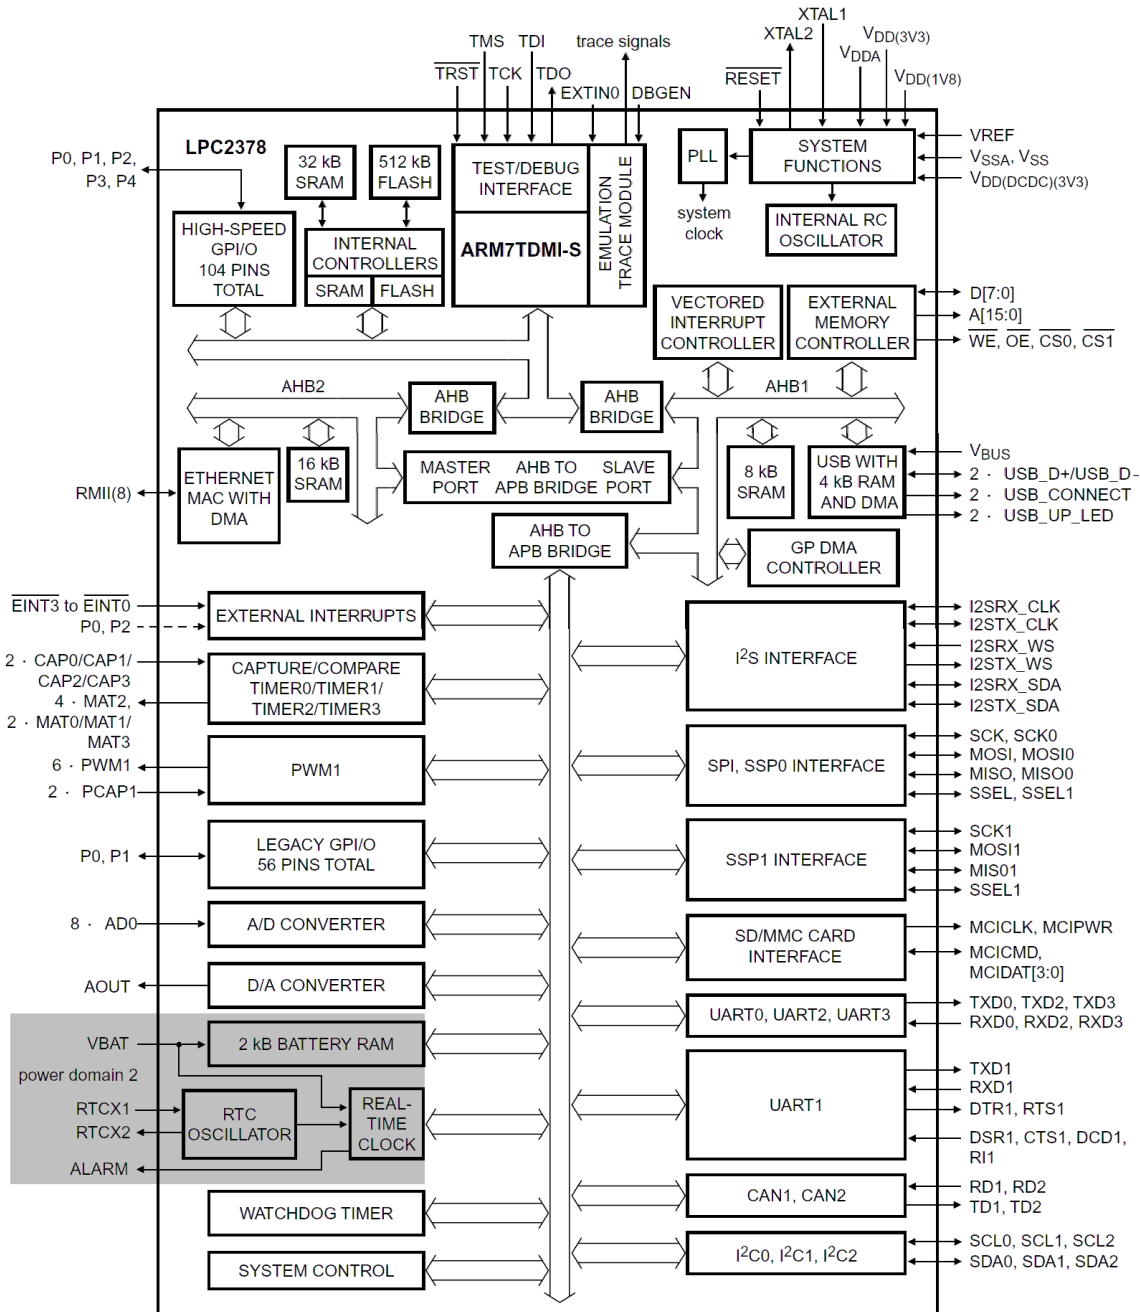 XTAL1
XTAL2
TMS TDI trace signals
VDD(3V3)
VDDA
TRST TCK TDO
RESET
VDD(1V8)
EXTIN0 DBGEN
LPC2378
P0, P1, P2,
P3, P4
32 kB
SRAM
512 kB
FLASH
TEST/DEBUG
INTERFACE
EMULATION
TRACE MODULE
PLL
SYSTEM
FUNCTIONS
VREF
VSSA, VSS
VDD(DCDC)(3V3)
system
clock
INTERNAL RC
OSCILLATOR
HIGH-SPEED
GPI/O
104 PINS
TOTAL
INTERNAL
CONTROLLERS
SRAM FLASH
ARM7TDMI-S
VECTORED
INTERRUPT
CONTROLLER
EXTERNAL
MEMORY
CONTROLLER
D[7:0]
A[15:0]
WE, OE, CS0, CS1
AHB2
AHB
BRIDGE
AHB
BRIDGE
AHB1
ETHERNET
MAC WITH
DMA
RMII(8)
16 kB
SRAM
MASTER AHB TO SLAVE
PORT APB BRIDGE PORT
8 kB
SRAM
USB WITH
4 kB RAM
AND DMA
VBUS
2 · USB_D+/USB_D-
2 · USB_CONNECT
2 · USB_UP_LED
AHB TO
APB BRIDGE
GP DMA
CONTROLLER
EINT3 to EINT0
P0, P2
EXTERNAL INTERRUPTS
I2SRX_CLK
I2STX_CLK
I2SRX_WS
I2STX_WS
I2SRX_SDA
I2STX_SDA
I²S INTERFACE
2 · CAP0/CAP1/
CAP2/CAP3
4 · MAT2,
2 · MAT0/MAT1/
MAT3
CAPTURE/COMPARE
TIMER0/TIMER1/
TIMER2/TIMER3
6 · PWM1
2 · PCAP1
PWM1
SPI, SSP0 INTERFACE
SCK, SCK0
MOSI, MOSI0
MISO, MISO0
SSEL, SSEL1
P0, P1
LEGACY GPI/O
56 PINS TOTAL
SSP1 INTERFACE
SCK1
MOSI1
MIS01
SSEL1
8 · AD0
A/D CONVERTER
SD/MMC CARD
INTERFACE
MCICLK, MCIPWR
MCICMD,
MCIDAT[3:0]
AOUT
D/A CONVERTER
UART0, UART2, UART3
TXD0, TXD2, TXD3
RXD0, RXD2, RXD3
VBAT
2 kB BATTERY RAM
power domain 2
RTCX1
RTCX2
RTC
OSCILLATOR
REAL-
TIME
CLOCK
ALARM
UART1
TXD1
RXD1
DTR1, RTS1
DSR1, CTS1, DCD1,
RI1
WATCHDOG TIMER
CAN1, CAN2
RD1, RD2
TD1, TD2
SYSTEM CONTROL
I²C0, I²C1, I²C2
SCL0, SCL1, SCL2
SDA0, SDA1, SDA2